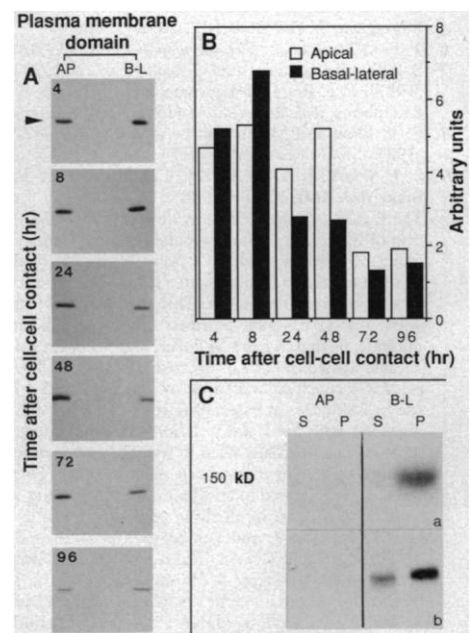 Plasma membrane
domain
A
AP B-L
4
8
24
48
72
96
Time after cell-cell contact (hr)
B
Apical
Basal-lateral
8
6
4
2
0
Arbitrary units
4 8 24 48 72 96
Time after cell-cell contact (hr)
C
AP B-L
S P S P
150 kD
a
b